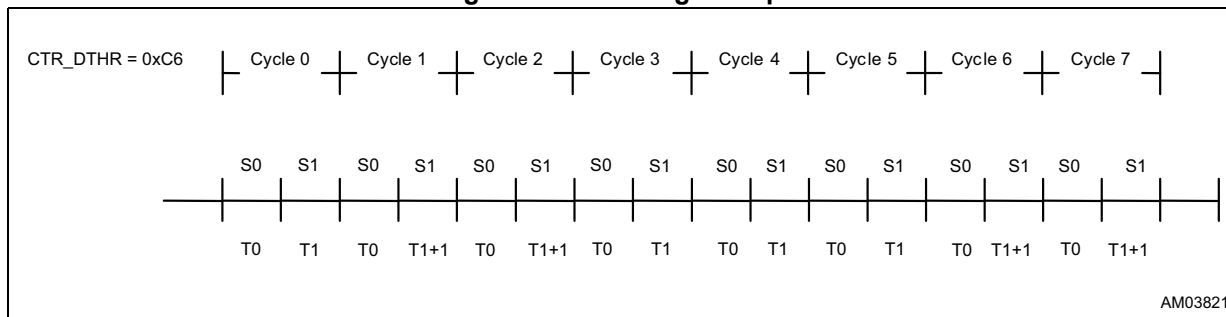 CTR_DTHR = 0xC6 Cycle 0 Cycle 1 Cycle 2 Cycle 3 Cycle 4 Cycle 5 Cycle 6 Cycle 7
S0 S1 S0 S1 S0 S1 S0 S1 S0 S1 S0 S1 S0 S1 S0 S1
T0 T1 T0 T1+1 T0 T1+1 T0 T1 T0 T1 T0 T1 T0 T1+1 T0 T1+1
AM03821